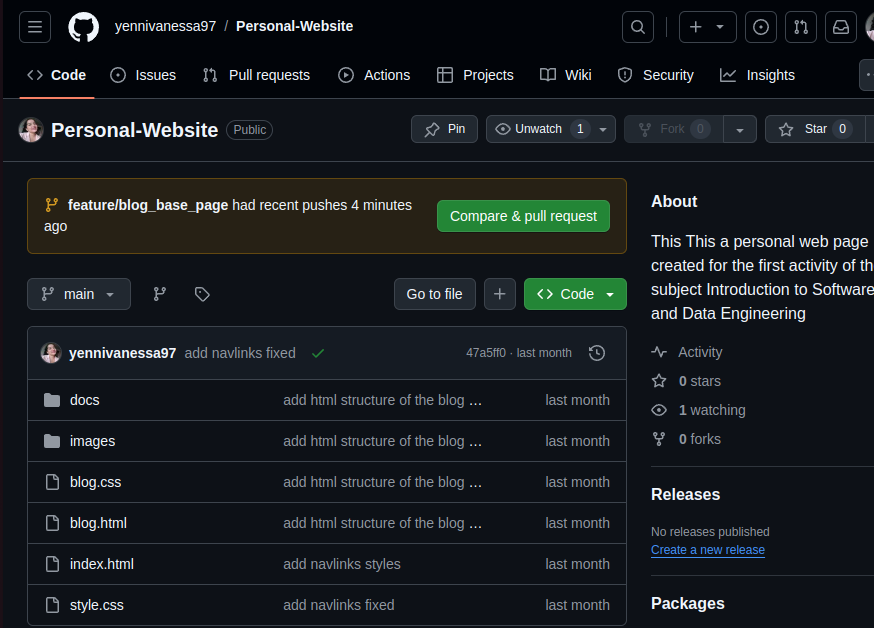 yennivanessa97 / Personal-Website
Code Issues Pull requests Actions Projects Wiki Security Insights
Personal-Website Public Pin Unwatch 1 Fork 0 Star 0
feature/blog_base_page had recent pushes 4 minutes
ago
Compare & pull request
main Go to file Code
yennivanessa97 add navlinks fixed 47a5ff0 · last month
docs add html structure of the blog … last month
images add html structure of the blog … last month
blog.css add html structure of the blog … last month
blog.html add html structure of the blog … last month
index.html add navlinks styles last month
style.css add navlinks fixed last month
About
This This a personal web page
created for the first activity of th
subject Introduction to Software
and Data Engineering
Activity
0 stars
1 watching
0 forks
Releases
No releases published
Create a new release
Packages